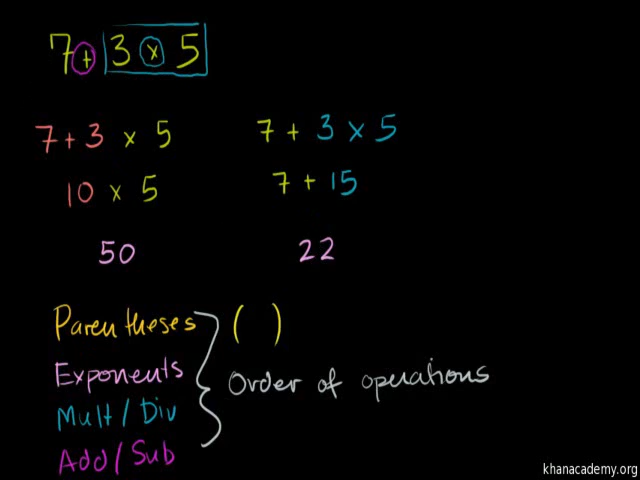 7 + 3 × 5
7 + 3 × 5
7 + 3 × 5
10 × 5
7 + 15
50
22
Parentheses ( )
Exponents
Order of operations
Mult / Div
Add / Sub
khanacademy.org